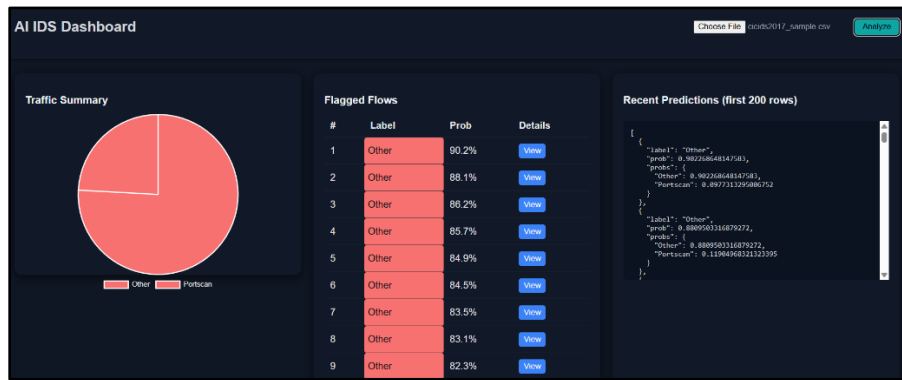 AI IDS Dashboard
Choose File cicids2017_sample.csv Analyze
Traffic Summary
Other Portscan
Flagged Flows
# Label Prob Details
1 Other 90.2% View
2 Other 88.1% View
3 Other 86.2% View
4 Other 85.7% View
5 Other 84.9% View
6 Other 84.5% View
7 Other 83.5% View
8 Other 83.1% View
9 Other 82.3% View
Recent Predictions (first 200 rows)
[
{
"label": "Other",
"prob": 0.902268648147583,
"probs": {
"Other": 0.902268648147583,
"Portscan": 0.0977313295006752
}
},
{
"label": "Other",
"prob": 0.8809503316879272,
"probs": {
"Other": 0.8809503316879272,
"Portscan": 0.11904968321323395
}
},
{